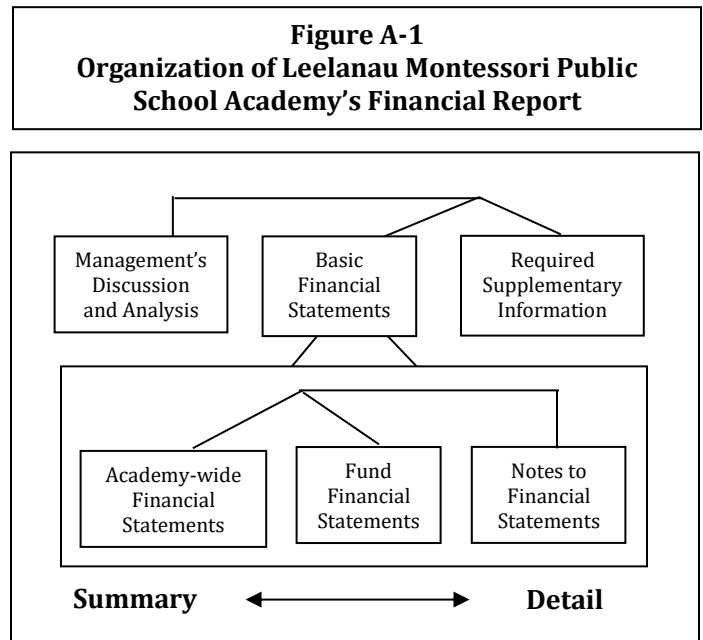 Figure A-1
Organization of Leelanau Montessori Public
School Academy’s Financial Report
Management’s
Discussion
and Analysis
Basic
Financial
Statements
Required
Supplementary
Information
Academy-wide
Financial
Statements
Fund
Financial
Statements
Notes to
Financial
Statements
Summary
Detail